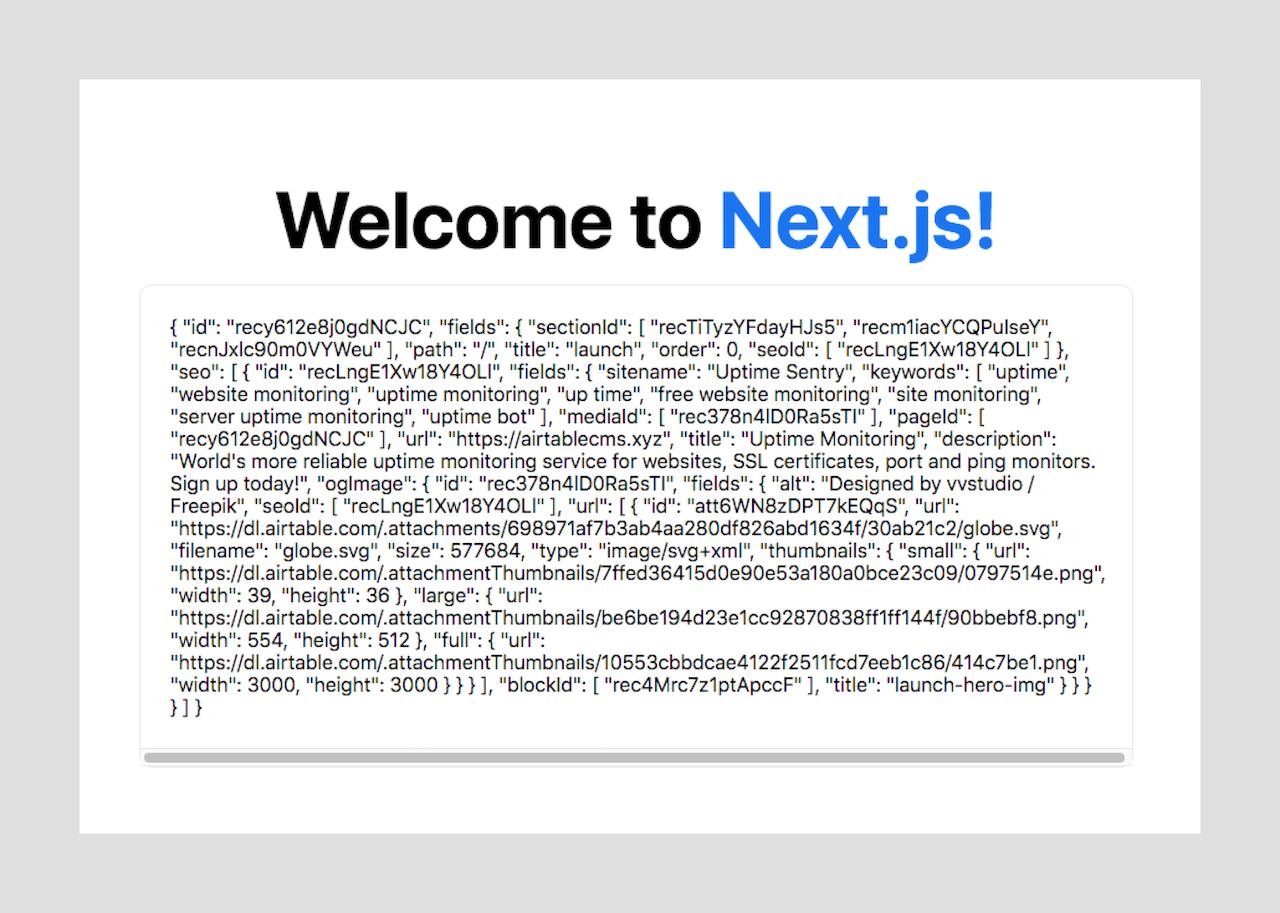 Welcome to Next.js!
{ "id": "recy612e8j0gdNCJC", "fields": { "sectionId": [ "recTiTyzYFdayHJs5", "recm1iacYCQPuIseY",
"recnJxIc90m0VYWeu" ], "path": "/", "title": "launch", "order": 0, "seoId": [ "recLngE1Xw18Y4OLl" ] },
"seo": [ { "id": "recLngE1Xw18Y4OLl", "fields": { "sitename": "Uptime Sentry", "keywords": [ "uptime",
"website monitoring", "uptime monitoring", "up time", "free website monitoring", "site monitoring",
"server uptime monitoring", "uptime bot" ], "mediaId": [ "rec378n4lD0Ra5sTI" ], "pageId": [
"recy612e8j0gdNCJC" ], "url": "https://airtablecms.xyz", "title": "Uptime Monitoring", "description":
"World's more reliable uptime monitoring service for websites, SSL certificates, port and ping monitors.
Sign up today!", "ogImage": { "id": "rec378n4lD0Ra5sTI", "fields": { "alt": "Designed by vvstudio /
Freepik", "seoId": [ "recLngE1Xw18Y4OLl" ], "url": [ { "id": "att6WN8zDPT7kEQqS", "url":
"https://dl.airtable.com/.attachments/698971af7b3ab4aa280df826abd1634f/30ab21c2/globe.svg",
"filename": "globe.svg", "size": 577684, "type": "image/svg+xml", "thumbnails": { "small": { "url":
"https://dl.airtable.com/.attachmentThumbnails/7ffed36415d0e90e53a180a0bce23c09/0797514e.png",
"width": 39, "height": 36 }, "large": { "url":
"https://dl.airtable.com/.attachmentThumbnails/be6be194d23e1cc92870838ff1ff144f/90bbebf8.png",
"width": 554, "height": 512 }, "full": { "url":
"https://dl.airtable.com/.attachmentThumbnails/10553cbbdcae4122f2511fcd7eeb1c86/414c7be1.png",
"width": 3000, "height": 3000 } } } ], "blockId": [ "rec4Mrc7z1ptApccF" ], "title": "launch-hero-img" } } }
} ] }